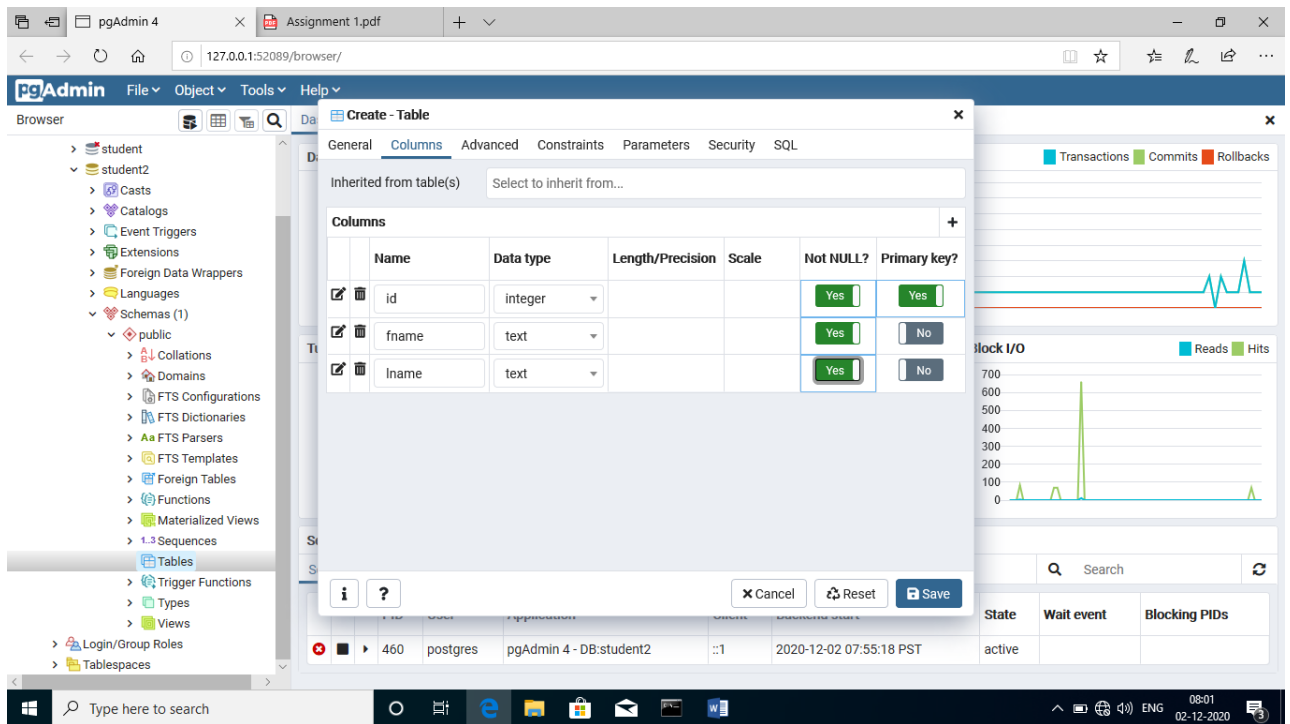 pgAdmin 4
Assignment 1.pdf
127.0.0.1:52089/browser/
pgAdmin File Object Tools Help
Browser
student
student2
Casts
Catalogs
Event Triggers
Extensions
Foreign Data Wrappers
Languages
Schemas (1)
public
Collations
Domains
FTS Configurations
FTS Dictionaries
Aa FTS Parsers
FTS Templates
Foreign Tables
Functions
Materialized Views
1..3 Sequences
Tables
Trigger Functions
Types
Views
Login/Group Roles
Tablespaces
Create - Table
General Columns Advanced Constraints Parameters Security SQL
Inherited from table(s) Select to inherit from...
Columns
Name Data type Length/Precision Scale Not NULL? Primary key?
id integer Yes Yes
fname text Yes No
lname text Yes No
Cancel Reset Save
Transactions Commits Rollbacks
Block I/O Reads Hits
700
600
500
400
300
200
100
0
Search
State Wait event Blocking PIDs
460 postgres pgAdmin 4 - DB:student2 ::1 2020-12-02 07:55:18 PST active
Type here to search
ENG
08:01
02-12-2020
3